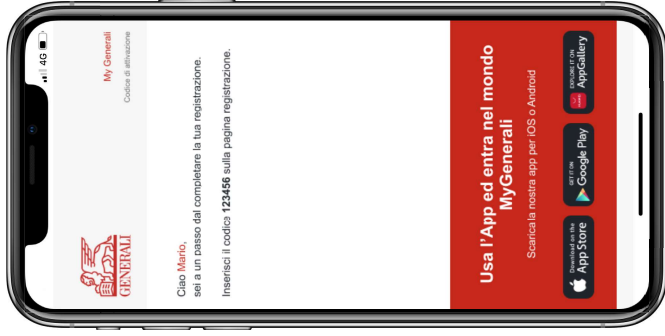 4G
GENERALI
My Generali
Codice di attivazione
Ciao Mario,
sei a un passo dal completare la tua registrazione.
Inserisci il codice 123456 sulla pagina registrazione.
Usa l'App ed entra nel mondo
MyGenerali
Scarica la nostra app per iOS o Android
Download on the
App Store
GET IT ON
Google Play
EXPLORE IT ON
AppGallery